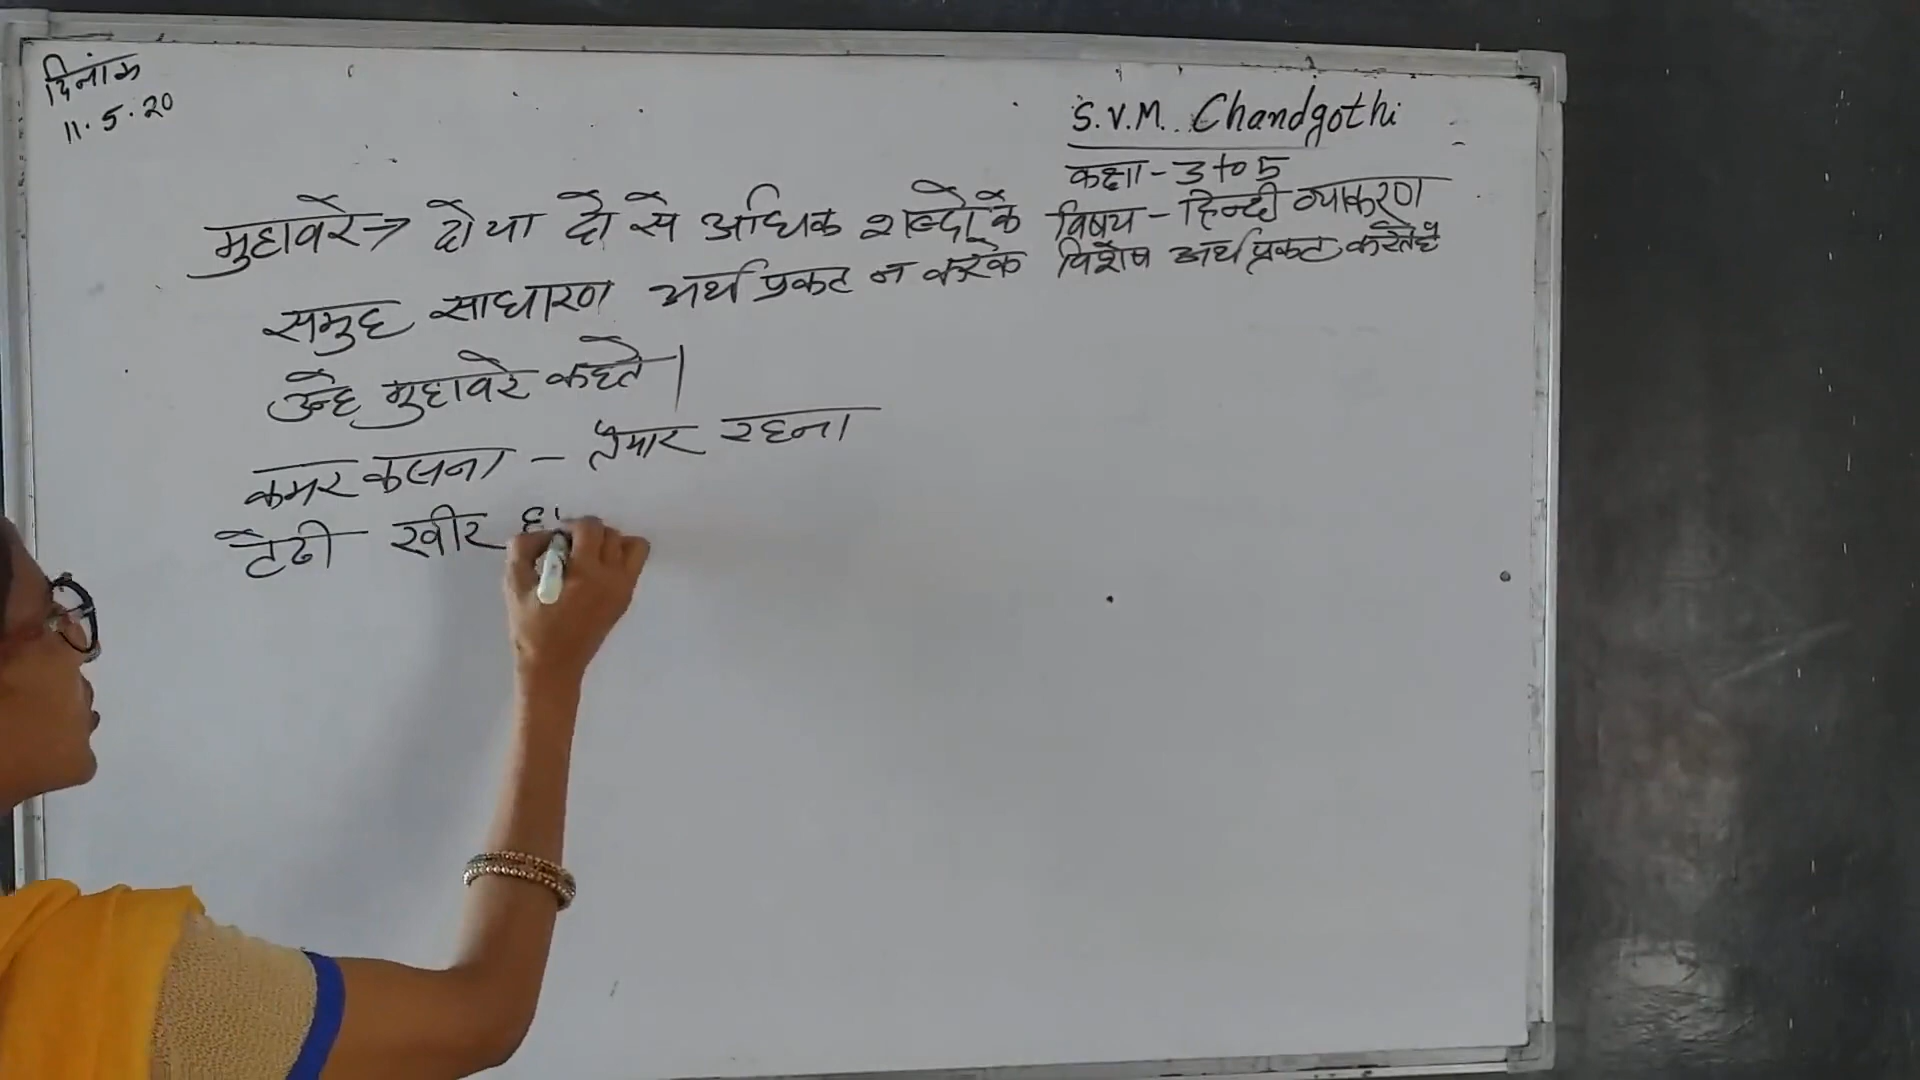 दिनांक
11.5.20
S.V.M. Chandgothi
कक्षा - 3 to 5
विषय - हिन्दी व्याकरण
मुहावरे → दो या दो से अधिक शब्दों के
समुह साधारण अर्थ प्रकट न करके विशेष अर्थ प्रकट करते हैं
उन्हे मुहावरे कहते |
कमर कसना - तैयार रहना
टेढी खीर